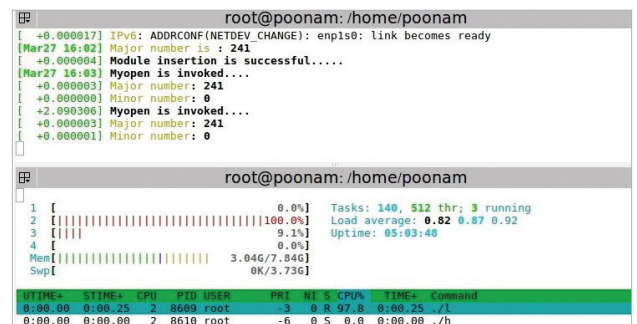 root@poonam: /home/poonam
[  +0.000017] IPv6: ADDRCONF(NETDEV_CHANGE): enp1s0: link becomes ready
[Mar27 16:02] Major number is : 241
[  +0.000004] Module insertion is successful.....
[Mar27 16:03] Myopen is invoked....
[  +0.000003] Major number: 241
[  +0.000000] Minor number: 0
[  +2.090306] Myopen is invoked....
[  +0.000003] Major number: 241
[  +0.000001] Minor number: 0
root@poonam: /home/poonam
1 [ 0.0%] Tasks: 140, 512 thr; 3 running
2 [||||||||||||||||||||||||||||||||100.0%] Load average: 0.82 0.87 0.92
3 [|||| 9.1%] Uptime: 05:03:48
4 [ 0.0%]
Mem[||||||||||||||||||||||| 3.04G/7.84G]
Swp[ 0K/3.73G]
UTIME+ STIME+ CPU PID USER PRI NI S CPU% TIME+ Command
0:00.00 0:00.25 2 8609 root -3 0 R 97.8 0:00.25 ./l
0:00.00 0:00.00 2 8610 root -6 0 S 0.0 0:00.00 ./h